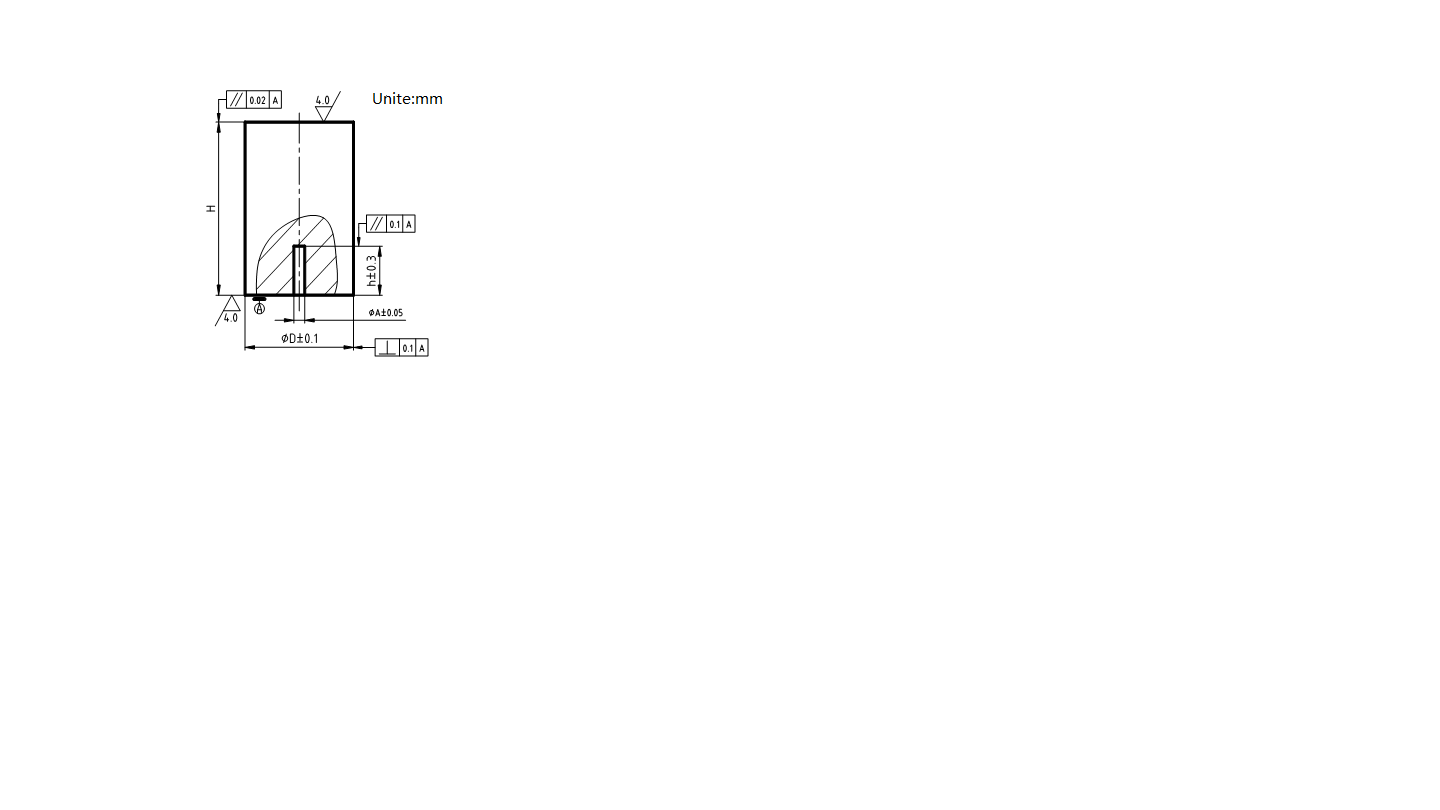 // 0.02 A
4.0
Unite:mm
H
// 0.1 A
h±0.3
4.0
A
ϕA±0.05
ϕD±0.1
⊥ 0.1 A